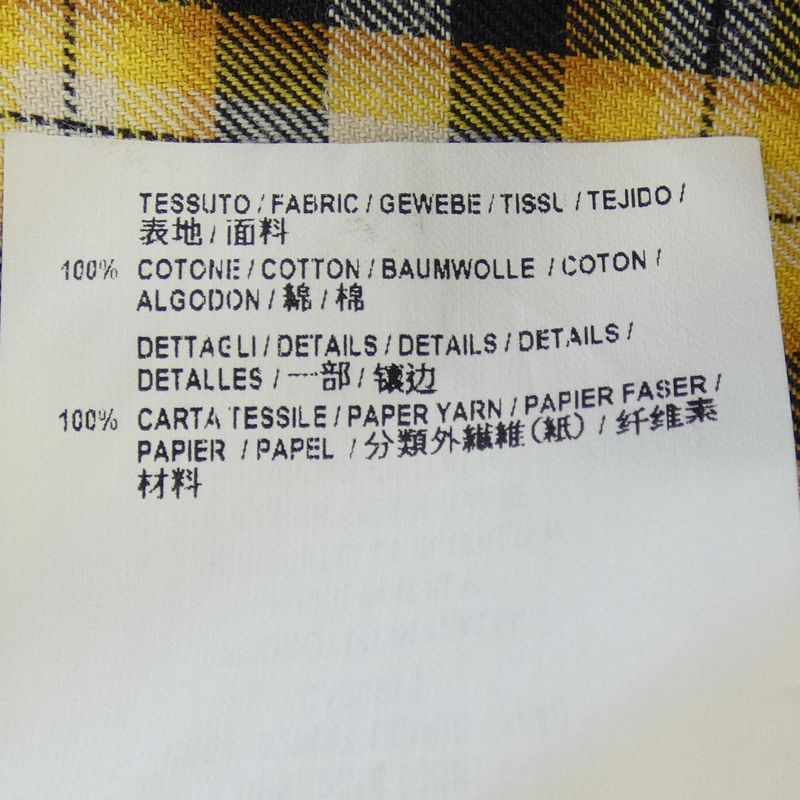 TESSUTO / FABRIC / GEWEBE / TISSU / TEJIDO /
表地 / 面料
100% COTONE / COTTON / BAUMWOLLE / COTON /
ALGODON / 綿 / 棉
DETTAGLI / DETAILS / DETAILS / DETAILS /
DETALLES / 一部 / 镶边
100% CARTA TESSILE / PAPER YARN / PAPIER FASER /
PAPIER / PAPEL / 分類外繊維(紙) / 纤维素
材料